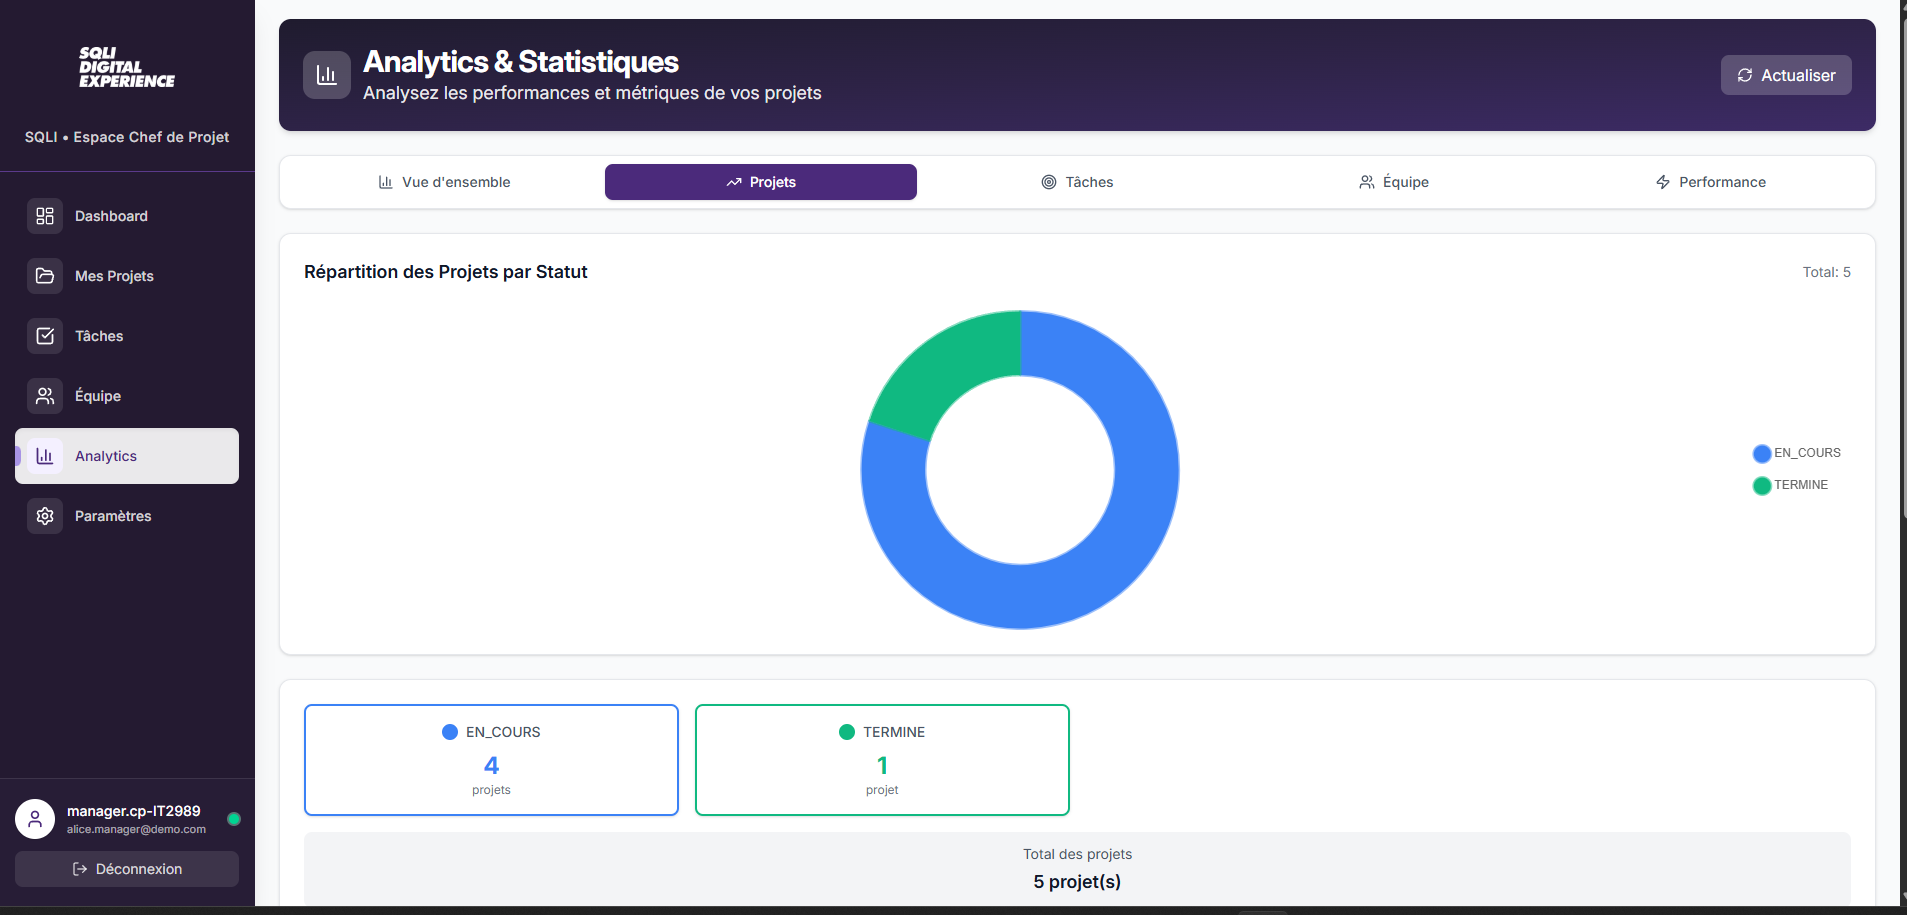 SQLI
DIGITAL
EXPERIENCE
SQLI • Espace Chef de Projet
Dashboard
Mes Projets
Tâches
Équipe
Analytics
Paramètres
manager.cp-IT2989
alice.manager@demo.com
Déconnexion
Analytics & Statistiques
Analysez les performances et métriques de vos projets
Actualiser
Vue d'ensemble
Projets
Tâches
Équipe
Performance
Répartition des Projets par Statut
Total: 5
EN_COURS
TERMINE
EN_COURS
4
projets
TERMINE
1
projet
Total des projets
5 projet(s)